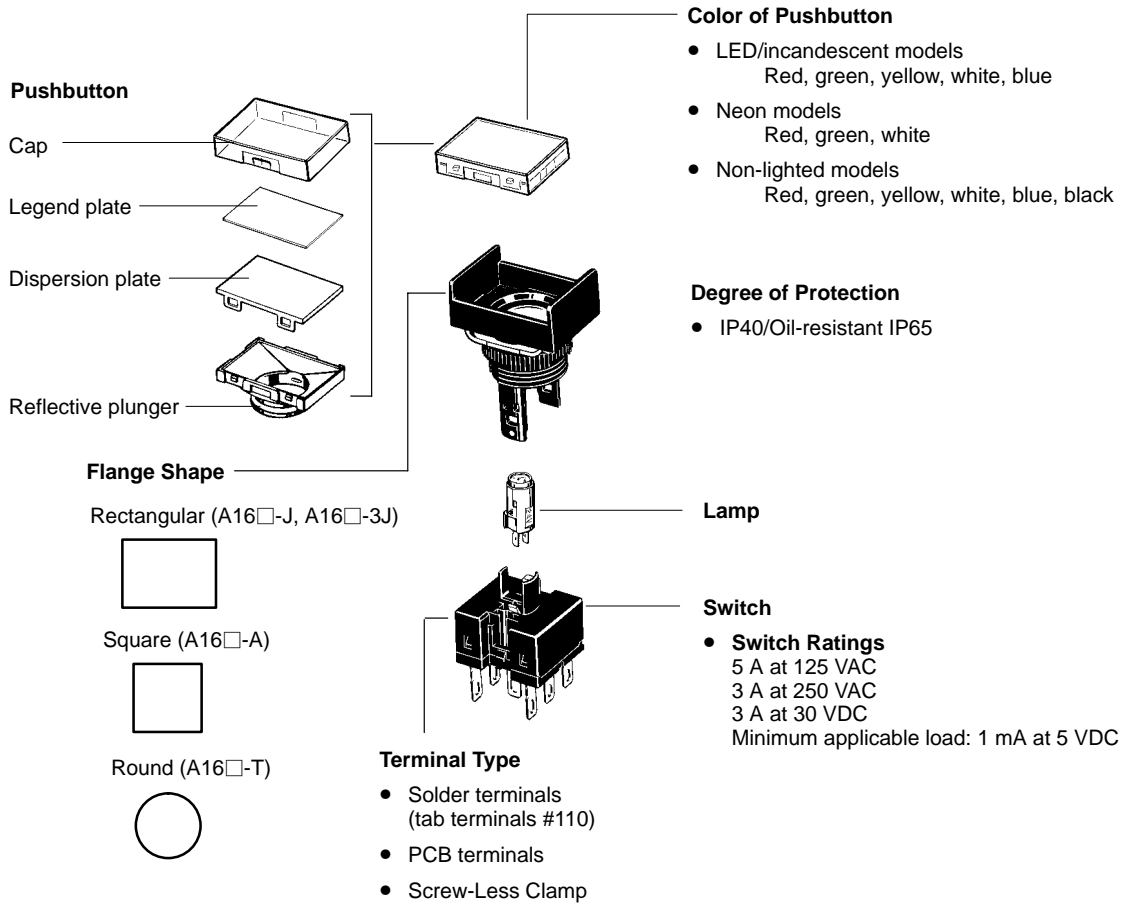 Color of Pushbutton
● LED/incandescent models
Red, green, yellow, white, blue
● Neon models
Red, green, white
● Non-lighted models
Red, green, yellow, white, blue, black
Pushbutton
Cap
Legend plate
Dispersion plate
Reflective plunger
Degree of Protection
● IP40/Oil-resistant IP65
Flange Shape
Rectangular (A16□-J, A16□-3J)
Square (A16□-A)
Round (A16□-T)
Lamp
Switch
● Switch Ratings
5 A at 125 VAC
3 A at 250 VAC
3 A at 30 VDC
Minimum applicable load: 1 mA at 5 VDC
Terminal Type
● Solder terminals
(tab terminals #110)
● PCB terminals
● Screw-Less Clamp